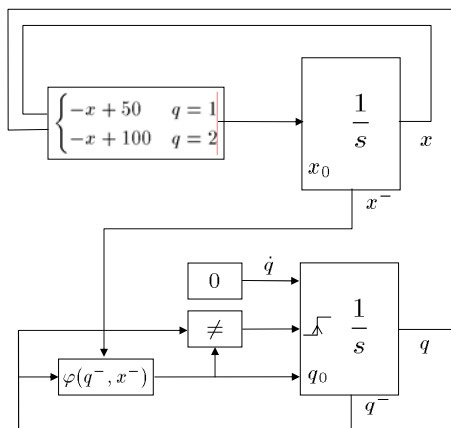 −x + 50 q = 1
−x + 100 q = 2
1/s
x
x₀
x⁻
0
q̇
≠
1/s
q
φ(q⁻, x⁻)
q₀
q⁻